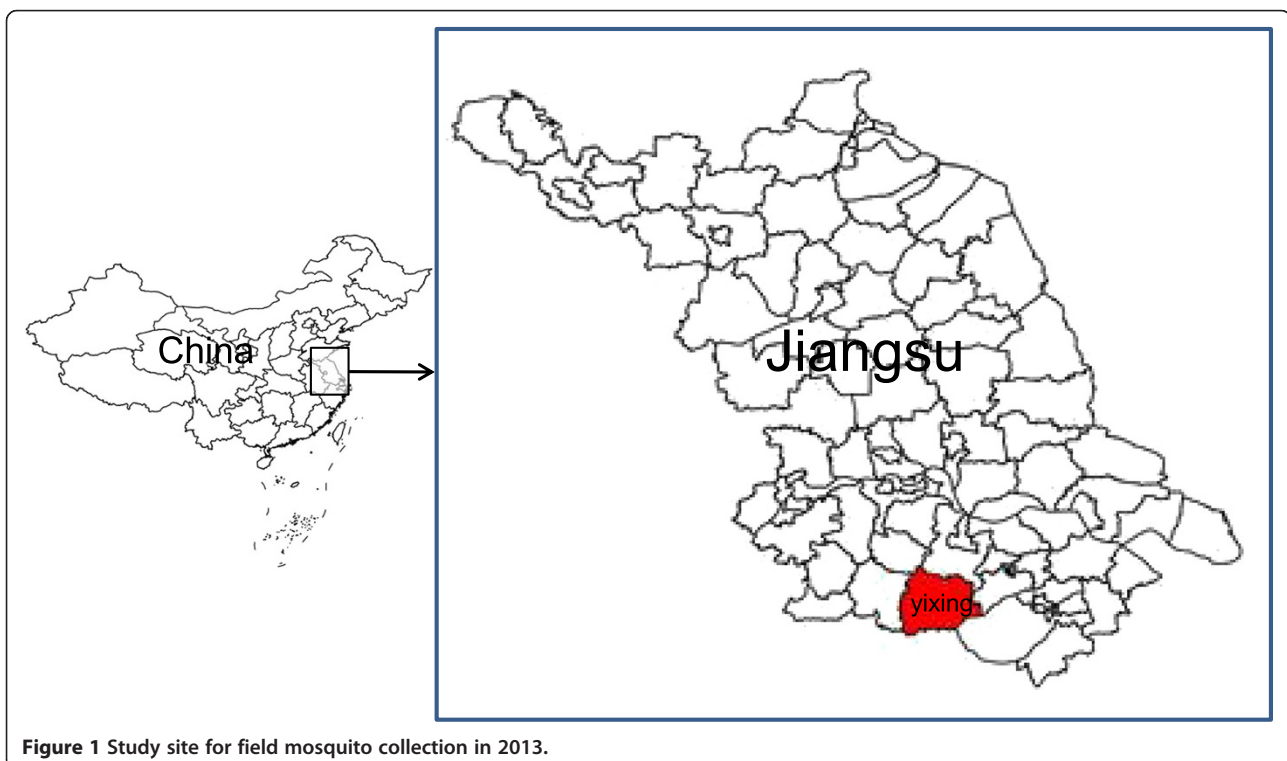 China
Jiangsu
yixing
Figure 1 Study site for field mosquito collection in 2013.